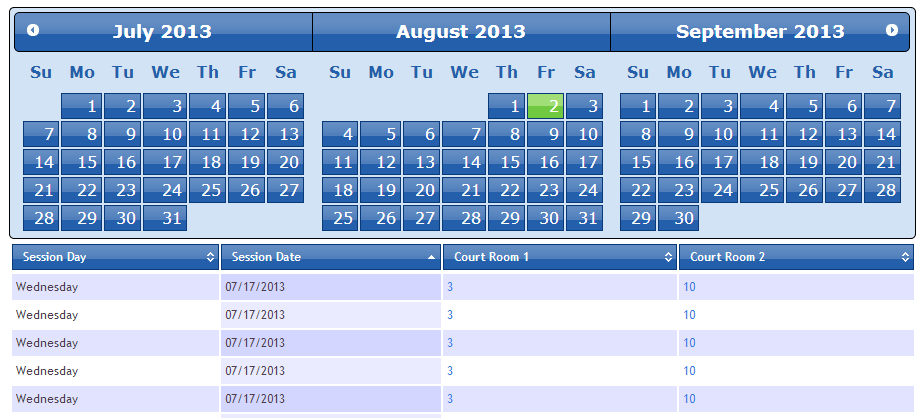 July 2013 August 2013 September 2013
Su Mo Tu We Th Fr Sa Su Mo Tu We Th Fr Sa Su Mo Tu We Th Fr Sa
1 2 3 4 5 6 1 2 3 1 2 3 4 5 6 7
7 8 9 10 11 12 13 4 5 6 7 8 9 10 8 9 10 11 12 13 14
14 15 16 17 18 19 20 11 12 13 14 15 16 17 15 16 17 18 19 20 21
21 22 23 24 25 26 27 18 19 20 21 22 23 24 22 23 24 25 26 27 28
28 29 30 31 25 26 27 28 29 30 31 29 30
Session Day Session Date Court Room 1 Court Room 2
Wednesday 07/17/2013 3 10
Wednesday 07/17/2013 3 10
Wednesday 07/17/2013 3 10
Wednesday 07/17/2013 3 10
Wednesday 07/17/2013 3 10